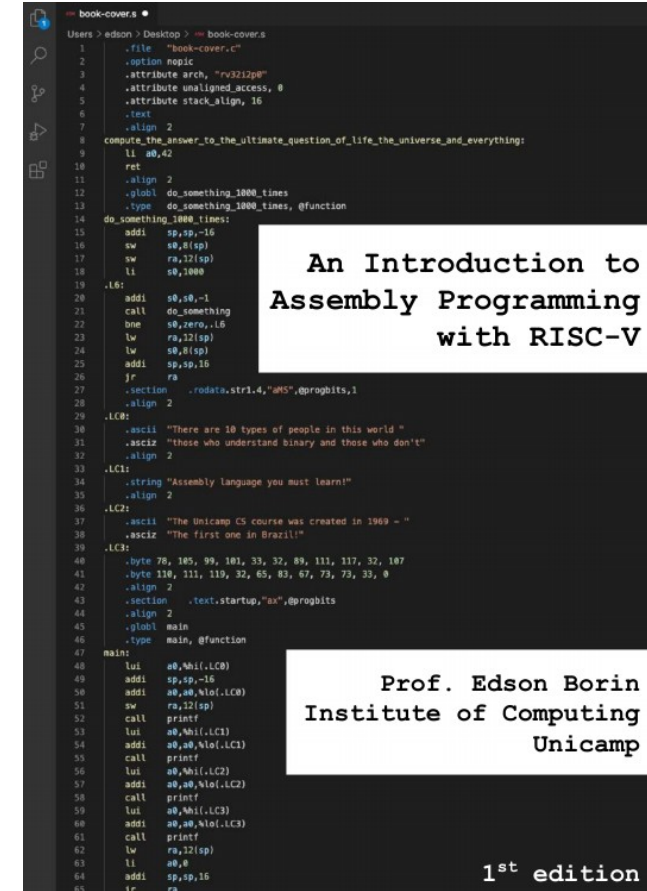 book-cover.s ●
Users > edson > Desktop > book-cover.s
1 .file "book-cover.c"
2 .option nopic
3 .attribute arch, "rv32i2p0"
4 .attribute unaligned_access, 0
5 .attribute stack_align, 16
6 .text
7 .align 2
8 compute_the_answer_to_the_ultimate_question_of_life_the_universe_and_everything:
9 li a0,42
10 ret
11 .align 2
12 .globl do_something_1000_times
13 .type do_something_1000_times, @function
14 do_something_1000_times:
15 addi sp,sp,-16
16 sw s0,8(sp)
17 sw ra,12(sp)
18 li s0,1000
19 .L6:
20 addi s0,s0,-1
21 call do_something
22 bne s0,zero,.L6
23 lw ra,12(sp)
24 lw s0,8(sp)
25 addi sp,sp,16
26 jr ra
27 .section .rodata.str1.4,"aMS",@progbits,1
28 .align 2
29 .LC0:
30 .ascii "There are 10 types of people in this world "
31 .asciz "those who understand binary and those who don't"
32 .align 2
33 .LC1:
34 .string "Assembly language you must learn!"
35 .align 2
36 .LC2:
37 .ascii "The Unicamp CS course was created in 1969 - "
38 .asciz "The first one in Brazil!"
39 .LC3:
40 .byte 78, 105, 99, 101, 33, 32, 89, 111, 117, 32, 107
41 .byte 110, 111, 119, 32, 65, 83, 67, 73, 73, 33, 0
42 .align 2
43 .section .text.startup,"ax",@progbits
44 .align 2
45 .globl main
46 .type main, @function
47 main:
48 lui a0,%hi(.LC0)
49 addi sp,sp,-16
50 addi a0,a0,%lo(.LC0)
51 sw ra,12(sp)
52 call printf
53 lui a0,%hi(.LC1)
54 addi a0,a0,%lo(.LC1)
55 call printf
56 lui a0,%hi(.LC2)
57 addi a0,a0,%lo(.LC2)
58 call printf
59 lui a0,%hi(.LC3)
60 addi a0,a0,%lo(.LC3)
61 call printf
62 lw ra,12(sp)
63 li a0,0
64 addi sp,sp,16
65 jr ra
An Introduction to
Assembly Programming
with RISC-V
Prof. Edson Borin
Institute of Computing
Unicamp
1st edition